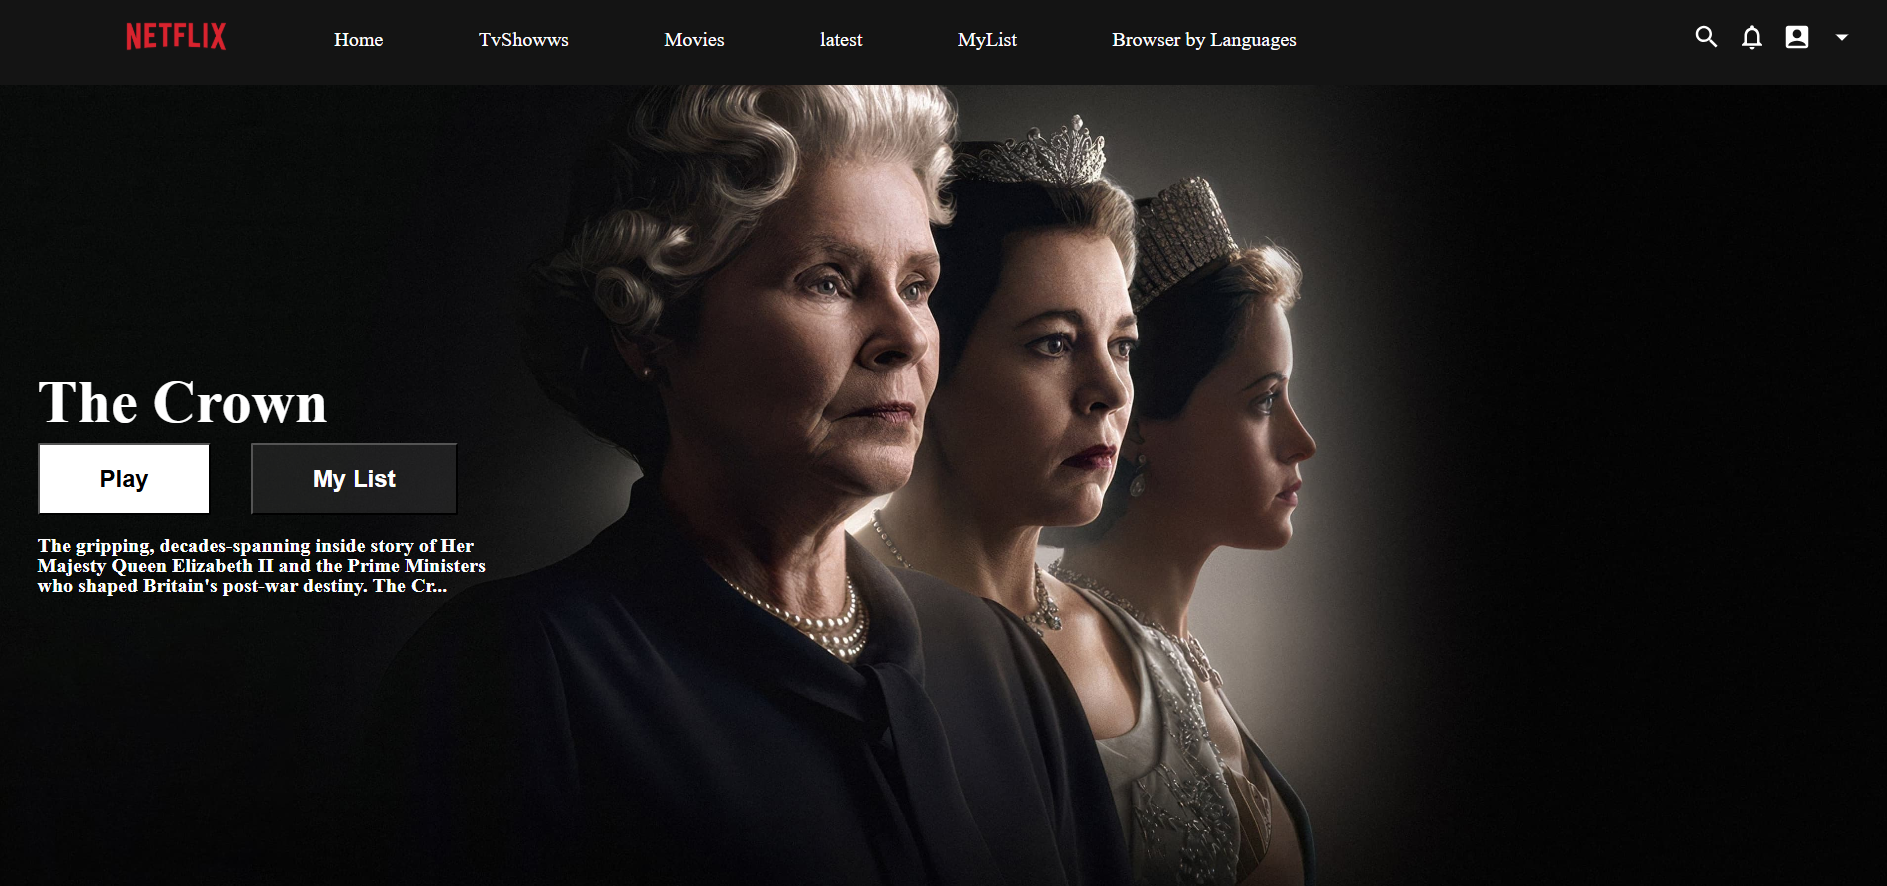 NETFLIX
Home
TvShowws
Movies
latest
MyList
Browser by Languages
The Crown
Play
My List
The gripping, decades-spanning inside story of Her
Majesty Queen Elizabeth II and the Prime Ministers
who shaped Britain's post-war destiny. The Cr...